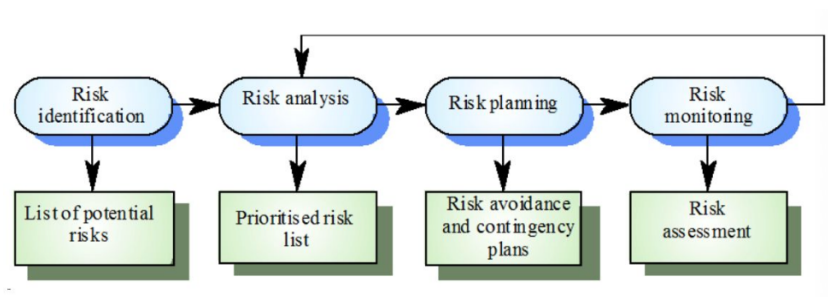 Risk
identification
Risk analysis
Risk planning
Risk
monitoring
List of potential
risks
Prioritised risk
list
Risk avoidance
and contingency
plans
Risk
assessment